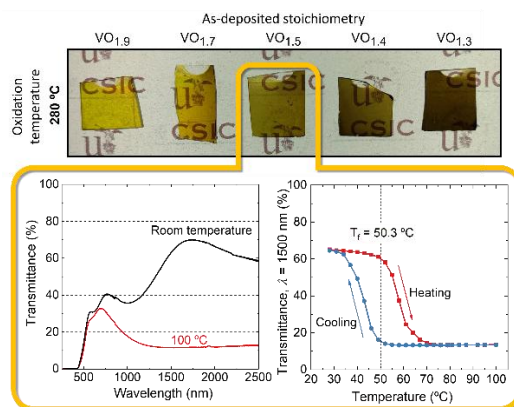 As-deposited stoichiometry
VO1.9 VO1.7 VO1.5 VO1.4 VO1.3
Oxidation
temperature
280 ºC
CSIC
CSIC
CSIC
Transmittance (%)
80
60
40
20
0
Room temperature
100 ºC
500 1000 1500 2000 2500
Wavelength (nm)
Transmittance, λ = 1500 nm (%)
100
80
60
40
20
0
Tf = 50.3 ºC
Heating
Cooling
20 30 40 50 60 70 80 90 100
Temperature (ºC)